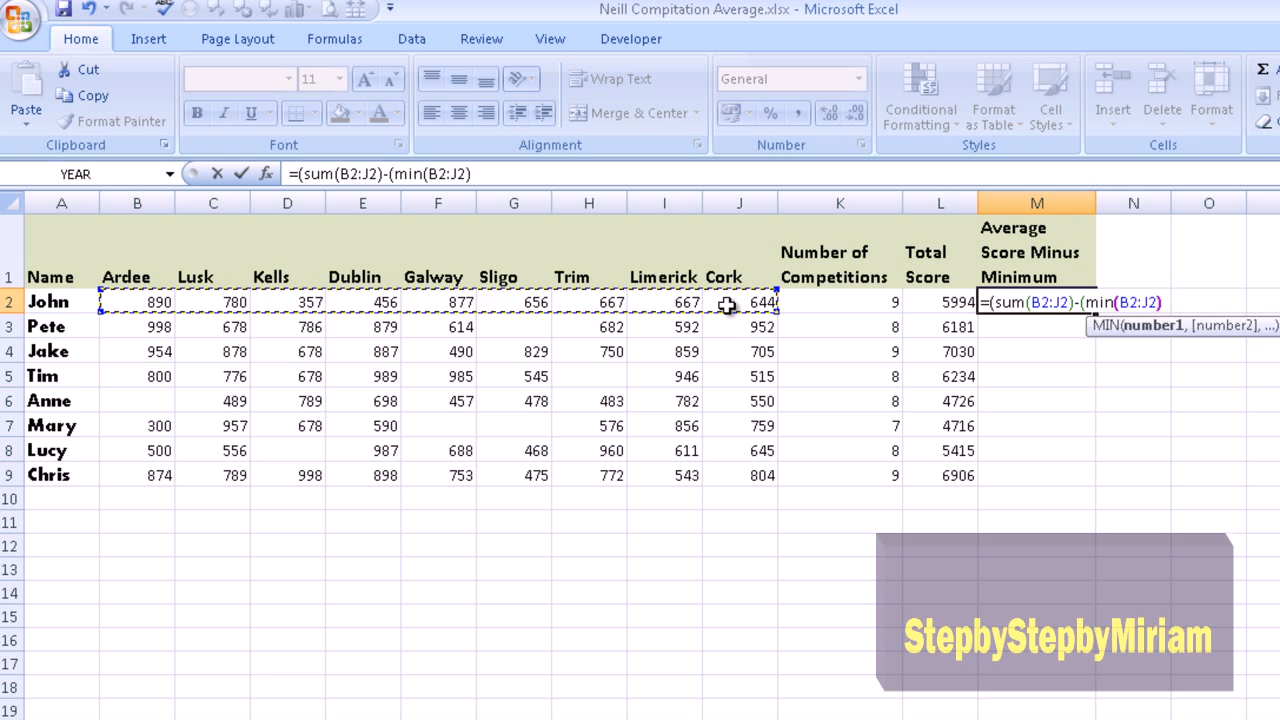 Neill Compitation Average.xlsx - Microsoft Excel
Home Insert Page Layout Formulas Data Review View Developer
Cut
Copy
Format Painter
Paste
Clipboard
11
Font
Wrap Text
Merge & Center
Alignment
General
Number
Conditional Formatting
Format as Table
Cell Styles
Styles
Insert Delete Format
Cells
YEAR =(sum(B2:J2)-(min(B2:J2)
A B C D E F G H I J K L M N O
1 Name Ardee Lusk Kells Dublin Galway Sligo Trim Limerick Cork Number of Competitions Total Score Average Score Minus Minimum
2 John 890 780 357 456 877 656 667 667 644 9 5994 =(sum(B2:J2)-(min(B2:J2)
MIN(number1, [number2], ...)
3 Pete 998 678 786 879 614 682 592 952 8 6181
4 Jake 954 878 678 887 490 829 750 859 705 9 7030
5 Tim 800 776 678 989 985 545 946 515 8 6234
6 Anne 489 789 698 457 478 483 782 550 8 4726
7 Mary 300 957 678 590 576 856 759 7 4716
8 Lucy 500 556 987 688 468 960 611 645 8 5415
9 Chris 874 789 998 898 753 475 772 543 804 9 6906
10
11
12
13
14
15
16
17
18
19
StepbyStepbyMiriam